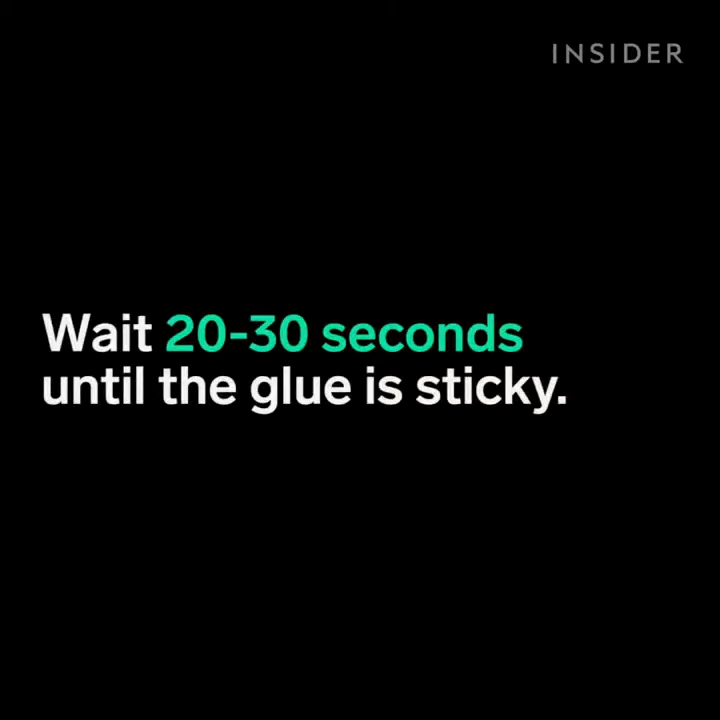 INSIDER
Wait 20-30 seconds
until the glue is sticky.